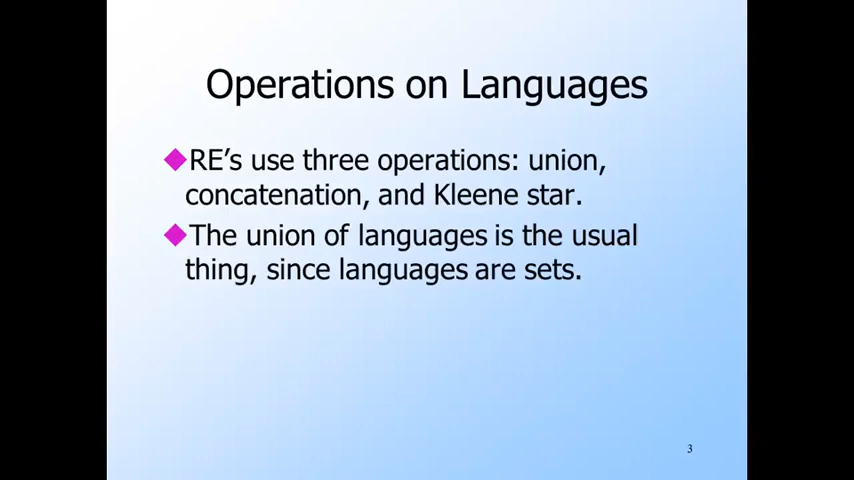 Operations on Languages
RE’s use three operations: union,
concatenation, and Kleene star.
The union of languages is the usual
thing, since languages are sets.
3